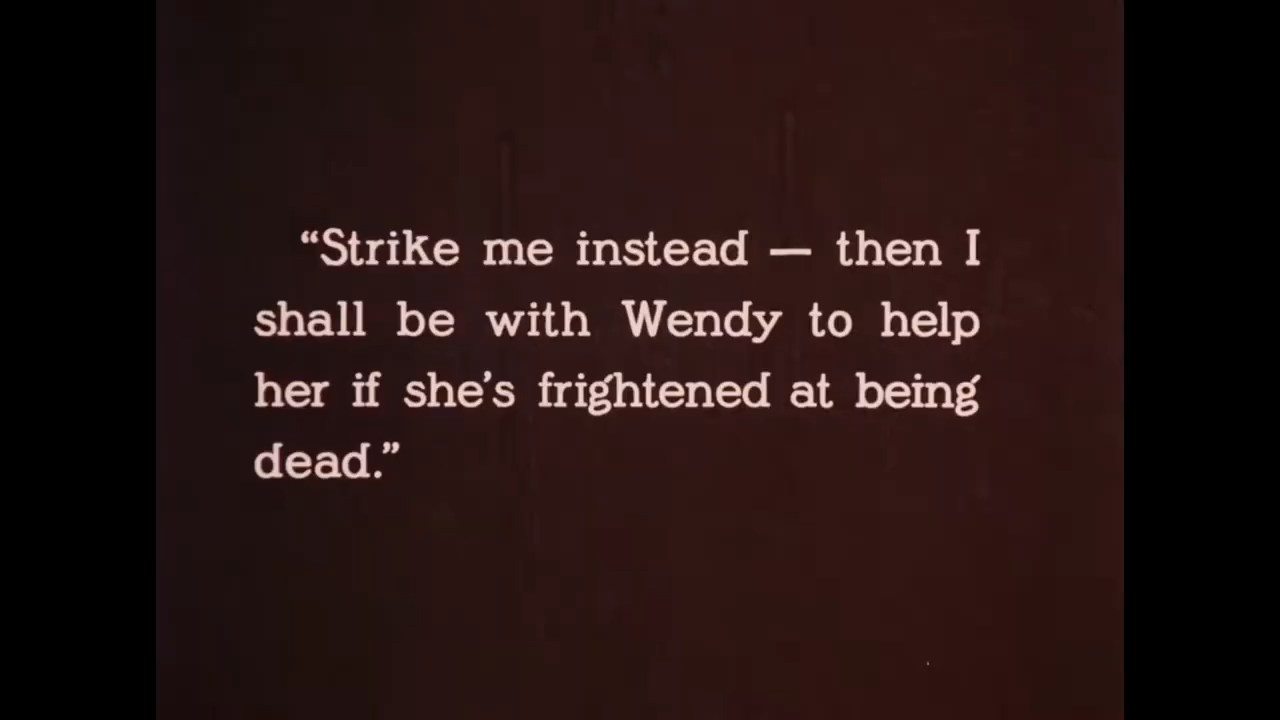 “Strike me instead — then I
shall be with Wendy to help
her if she’s frightened at being
dead.”